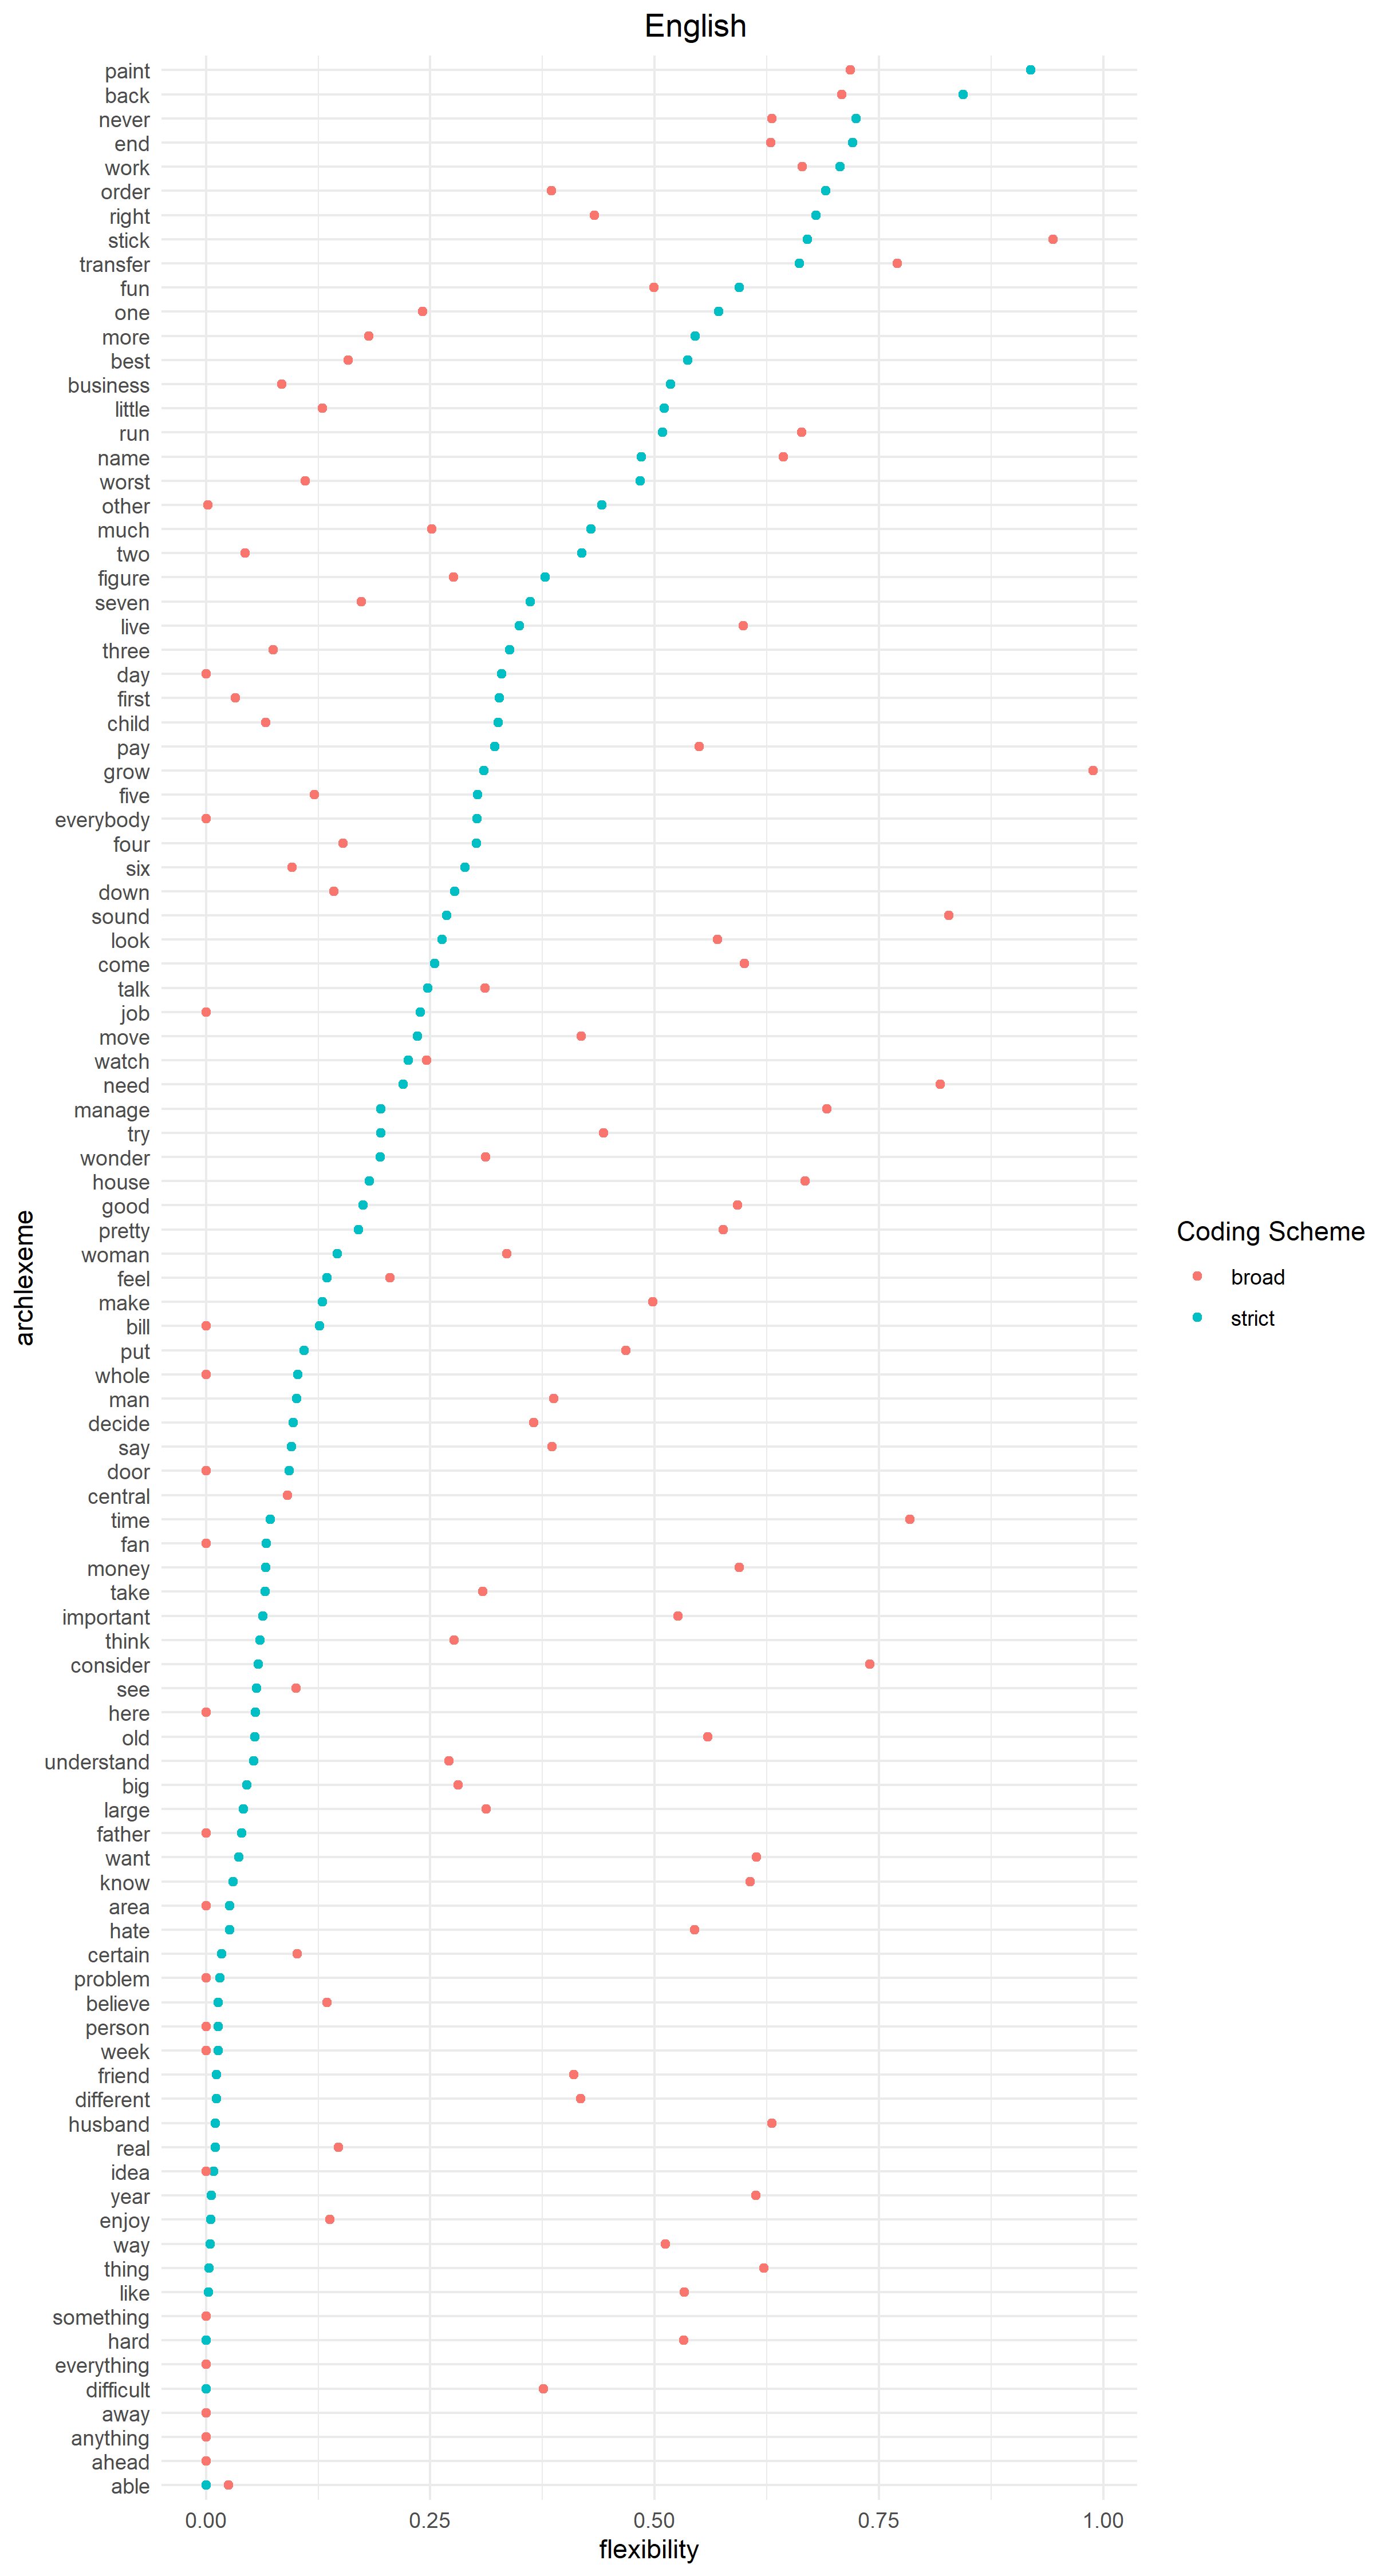 English
paint
back
never
end
work
order
right
stick
transfer
fun
one
more
best
business
little
run
name
worst
other
much
two
figure
seven
live
three
day
first
child
pay
grow
five
everybody
four
six
down
sound
look
come
talk
job
move
watch
need
manage
try
wonder
house
good
pretty
woman
feel
make
bill
put
whole
man
decide
say
door
central
time
fan
money
take
important
think
consider
see
here
old
understand
big
large
father
want
know
area
hate
certain
problem
believe
person
week
friend
different
husband
real
idea
year
enjoy
way
thing
like
something
hard
everything
difficult
away
anything
ahead
able
archlexeme
0.00 0.25 0.50 0.75 1.00
flexibility
Coding Scheme
broad
strict